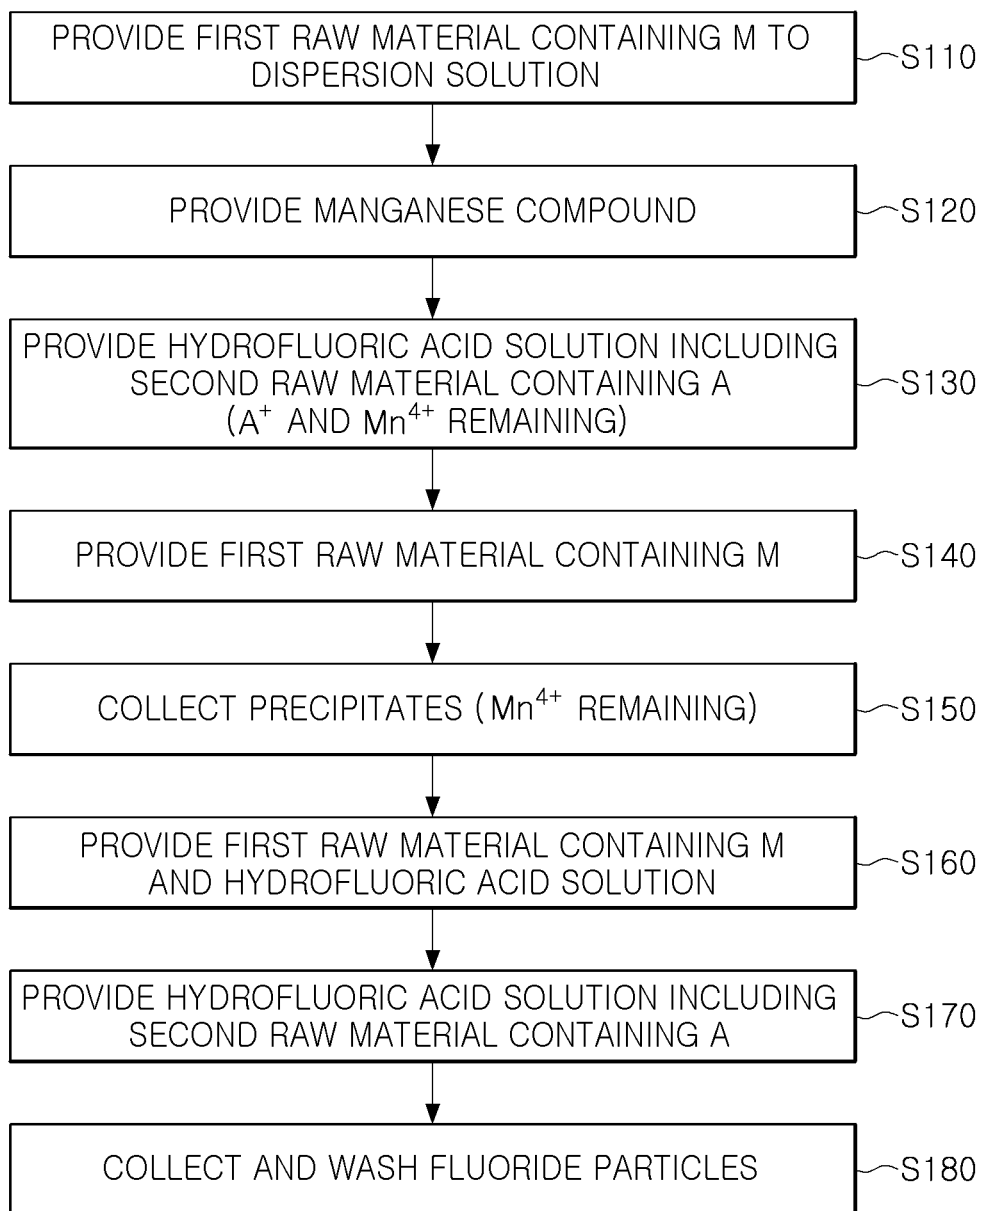 PROVIDE FIRST RAW MATERIAL CONTAINING M TO
DISPERSION SOLUTION
S110
PROVIDE MANGANESE COMPOUND
S120
PROVIDE HYDROFLUORIC ACID SOLUTION INCLUDING
SECOND RAW MATERIAL CONTAINING A
(A⁺ AND Mn⁴⁺ REMAINING)
S130
PROVIDE FIRST RAW MATERIAL CONTAINING M
S140
COLLECT PRECIPITATES (Mn⁴⁺ REMAINING)
S150
PROVIDE FIRST RAW MATERIAL CONTAINING M
AND HYDROFLUORIC ACID SOLUTION
S160
PROVIDE HYDROFLUORIC ACID SOLUTION INCLUDING
SECOND RAW MATERIAL CONTAINING A
S170
COLLECT AND WASH FLUORIDE PARTICLES
S180